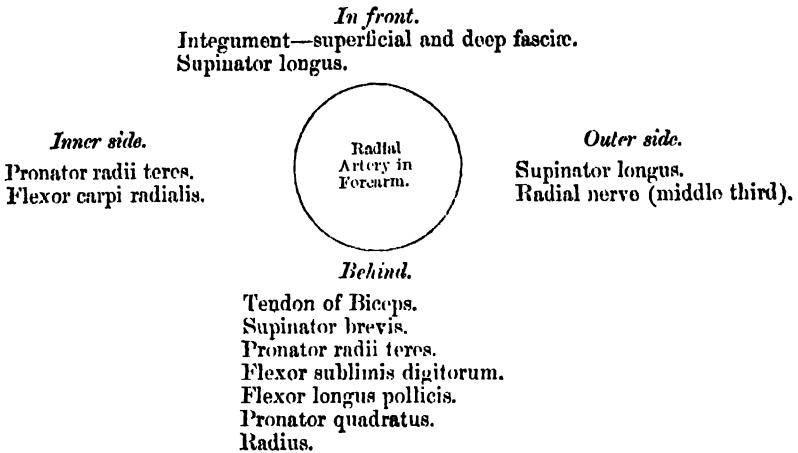 In front.
Integument—superficial and deep fasciæ.
Supinator longus.
Inner side.
Pronator radii teres.
Flexor carpi radialis.
Radial
Artery in
Forearm.
Outer side.
Supinator longus.
Radial nerve (middle third).
Behind.
Tendon of Biceps.
Supinator brevis.
Pronator radii teres.
Flexor sublimis digitorum.
Flexor longus pollicis.
Pronator quadratus.
Radius.